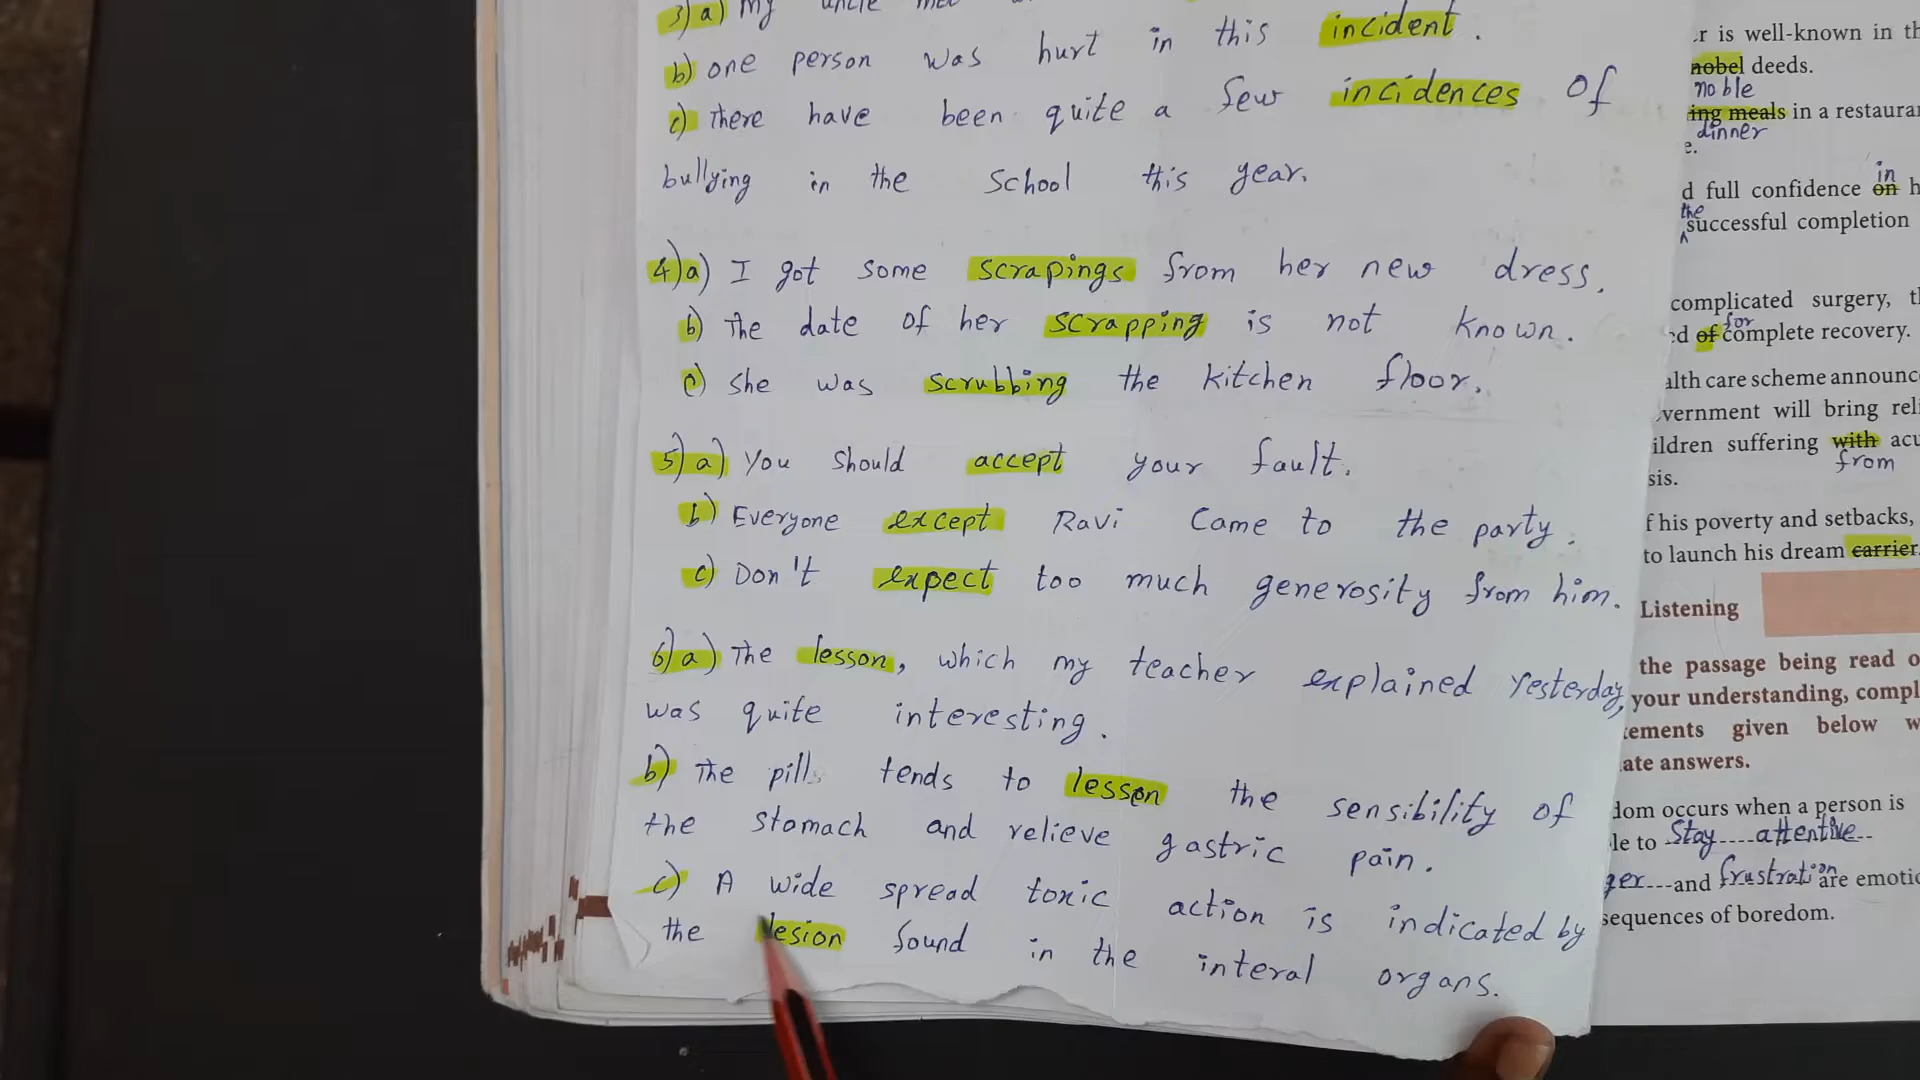 3) a) My uncle met
b) one person was hurt in this incident.
c) There have been quite a few incidences of
bullying in the school this year.
4) a) I got some scrapings from her new dress.
b) The date of her scrapping is not known.
c) she was scrubbing the kitchen floor.
5) a) You should accept your fault.
b) Everyone except Ravi came to the party.
c) Don't expect too much generosity from him.
6) a) The lesson, which my teacher explained yesterday,
was quite interesting.
b) The pills tends to lesson the sensibility of
the stomach and relieve gastric pain.
c) A wide spread toxic action is indicated by
the lesion found in the interal organs.
r is well-known in th
nobel deeds.
noble
ing meals in a restaurar
dinner
e.
in
d full confidence on h
the
successful completion
complicated surgery, t
for
d of complete recovery.
alth care scheme announc
vernment will bring reli
ildren suffering with acu
from
sis.
f his poverty and setbacks,
to launch his dream carrier.
Listening
the passage being read o
your understanding, compl
tements given below w
ate answers.
dom occurs when a person is
le to Stay attentive
ger and frustration are emotio
sequences of boredom.